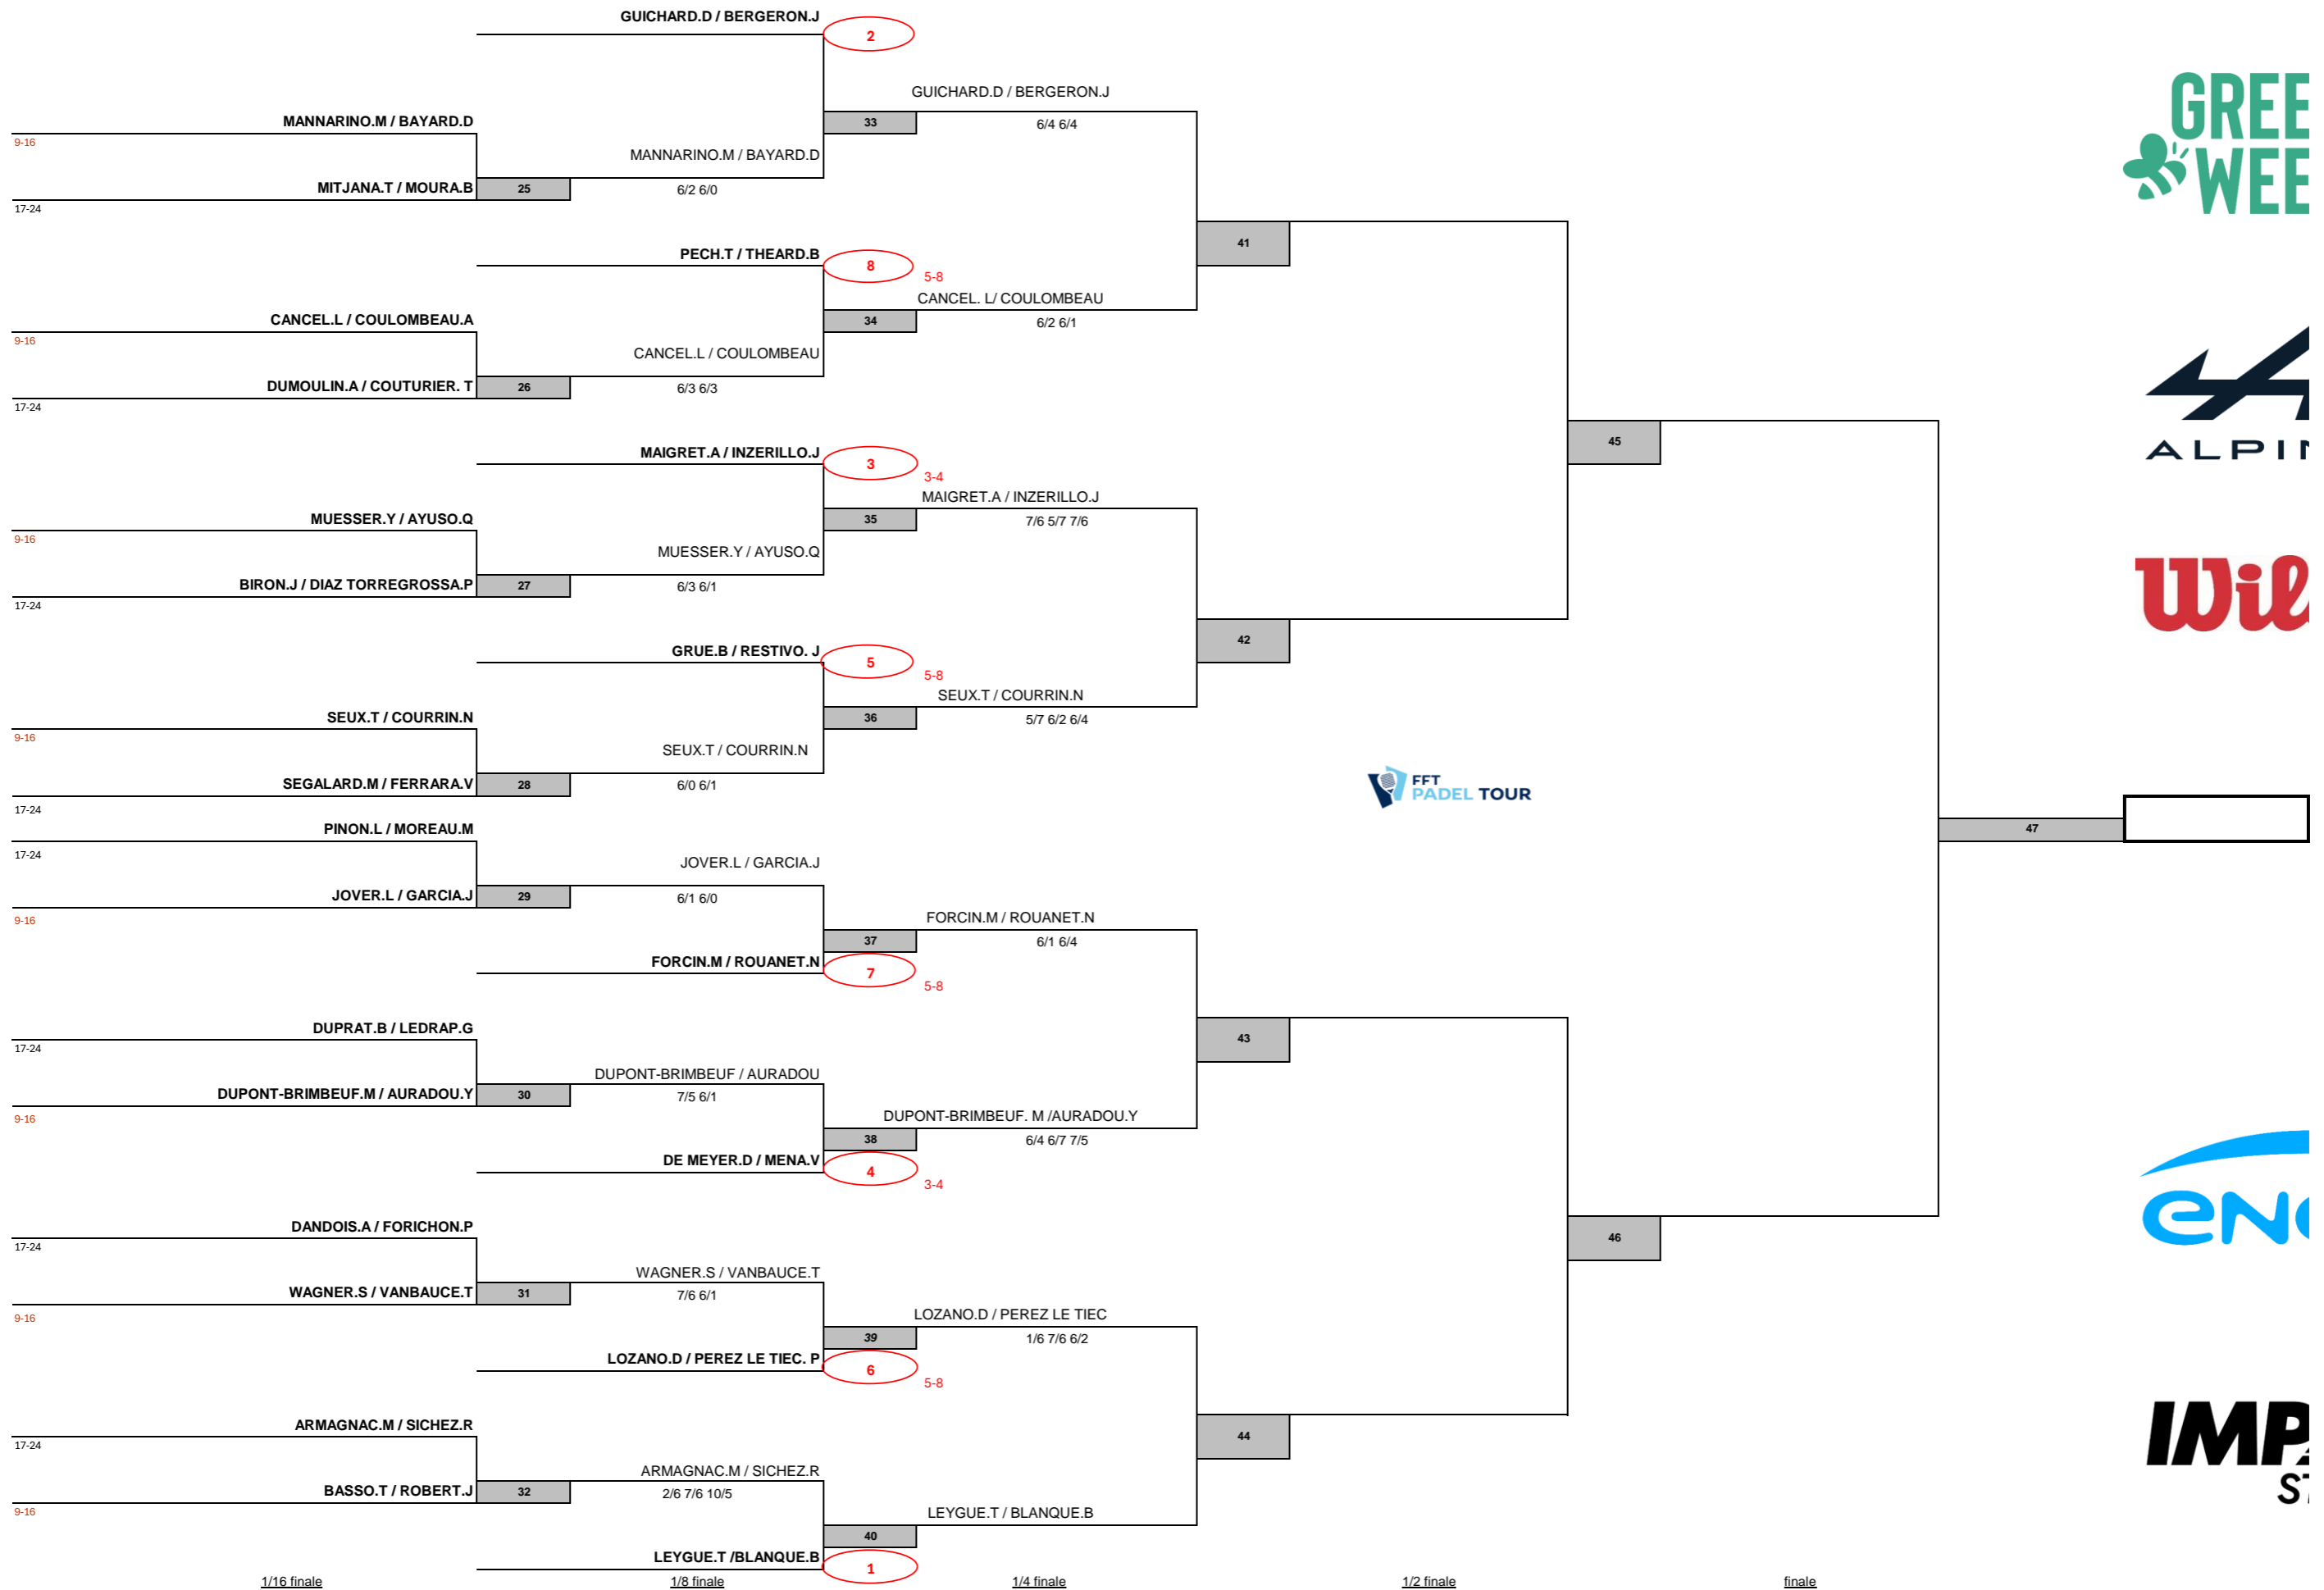 GUICHARD.D / BERGERON.J
2
GUICHARD.D / BERGERON.J
MANNARINO.M / BAYARD.D
33
6/4 6/4
9-16
MANNARINO.M / BAYARD.D
MITJANA.T / MOURA.B
25
6/2 6/0
17-24
41
PECH.T / THEARD.B
8
5-8
CANCEL. L/ COULOMBEAU
CANCEL.L / COULOMBEAU.A
34
6/2 6/1
9-16
CANCEL.L / COULOMBEAU
DUMOULIN.A / COUTURIER. T
26
6/3 6/3
17-24
45
MAIGRET.A / INZERILLO.J
3
3-4
MAIGRET.A / INZERILLO.J
MUESSER.Y / AYUSO.Q
35
7/6 5/7 7/6
9-16
MUESSER.Y / AYUSO.Q
BIRON.J / DIAZ TORREGROSSA.P
27
6/3 6/1
17-24
42
GRUE.B / RESTIVO. J
5
5-8
SEUX.T / COURRIN.N
SEUX.T / COURRIN.N
36
5/7 6/2 6/4
9-16
SEUX.T / COURRIN.N
SEGALARD.M / FERRARA.V
28
6/0 6/1
17-24
FFT
PADEL TOUR
47
PINON.L / MOREAU.M
17-24
JOVER.L / GARCIA.J
JOVER.L / GARCIA.J
29
6/1 6/0
9-16
FORCIN.M / ROUANET.N
37
6/1 6/4
FORCIN.M / ROUANET.N
7
5-8
DUPRAT.B / LEDRAP.G
17-24
43
DUPONT-BRIMBEUF / AURADOU
DUPONT-BRIMBEUF.M / AURADOU.Y
30
7/5 6/1
9-16
DUPONT-BRIMBEUF. M /AURADOU.Y
38
6/4 6/7 7/5
DE MEYER.D / MENA.V
4
3-4
DANDOIS.A / FORICHON.P
17-24
46
WAGNER.S / VANBAUCE.T
WAGNER.S / VANBAUCE.T
31
7/6 6/1
9-16
LOZANO.D / PEREZ LE TIEC
39
1/6 7/6 6/2
LOZANO.D / PEREZ LE TIEC. P
6
5-8
ARMAGNAC.M / SICHEZ.R
17-24
44
ARMAGNAC.M / SICHEZ.R
BASSO.T / ROBERT.J
32
2/6 7/6 10/5
9-16
LEYGUE.T / BLANQUE.B
40
LEYGUE.T /BLANQUE.B
1
1/16 finale
1/8 finale
1/4 finale
1/2 finale
finale
GREE
WEE
ALPI
Wil
EN
IMP
ST